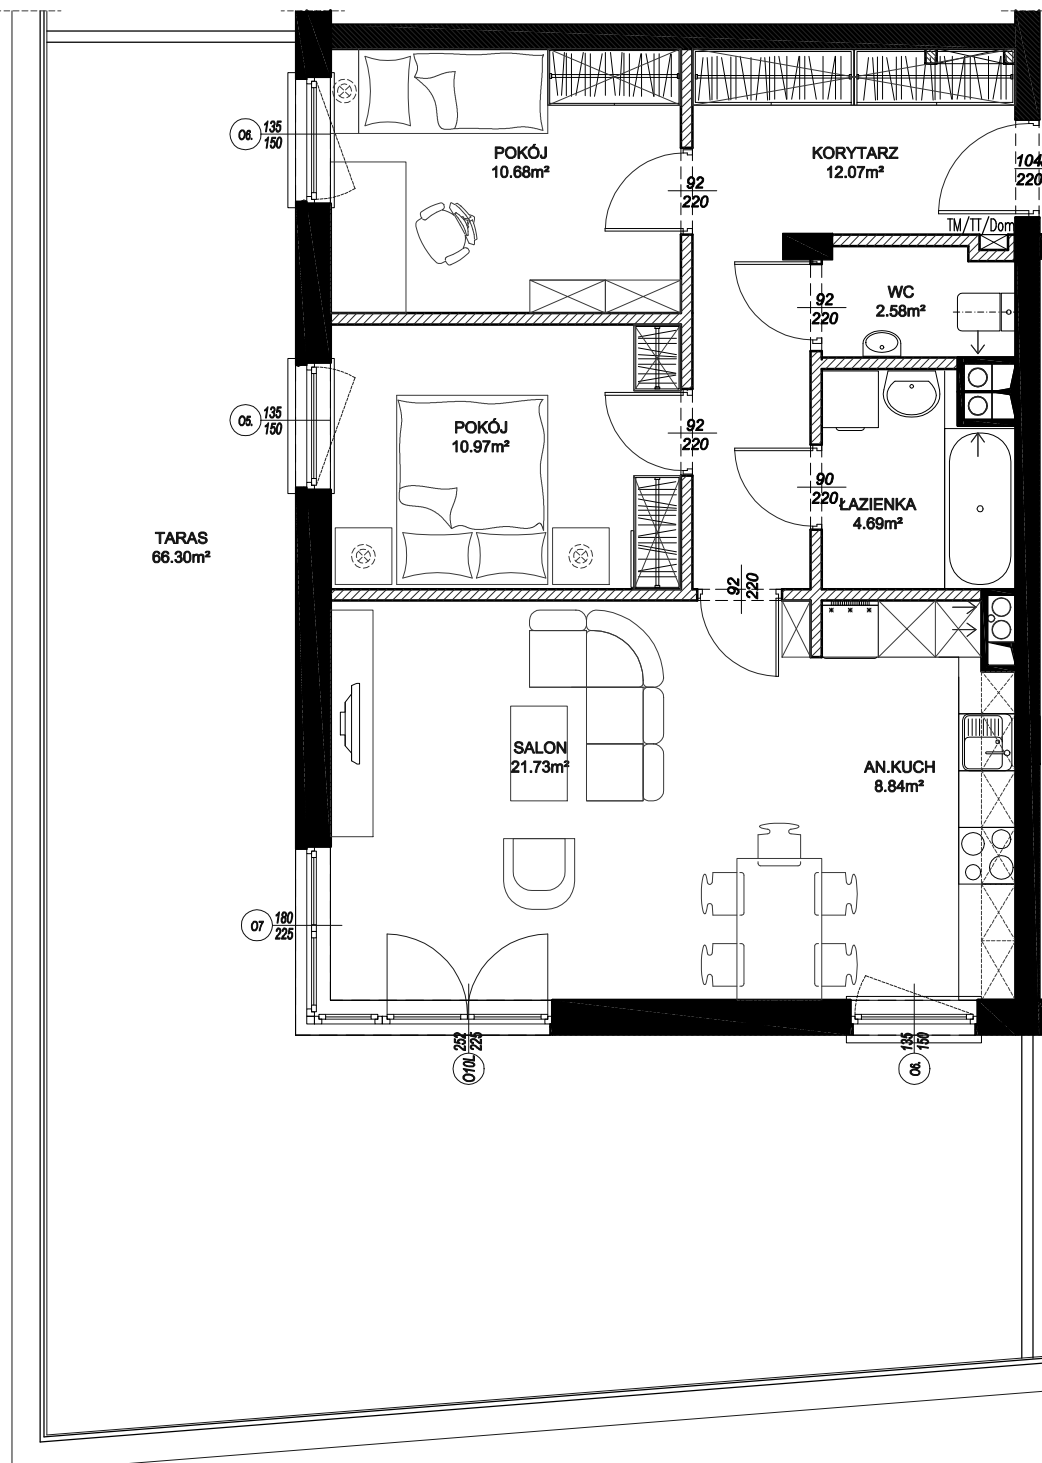 O6. 135
150
POKÓJ
10.68m²
92
220
KORYTARZ
12.07m²
104
220
TM/TT/Dom
WC
2.58m²
92
220
O5. 135
150
POKÓJ
10.97m²
92
220
90
220
ŁAZIENKA
4.69m²
TARAS
66.30m²
92
220
SALON
21.73m²
AN.KUCH
8.84m²
O7 180
225
O10L 252
225
O6. 135
150